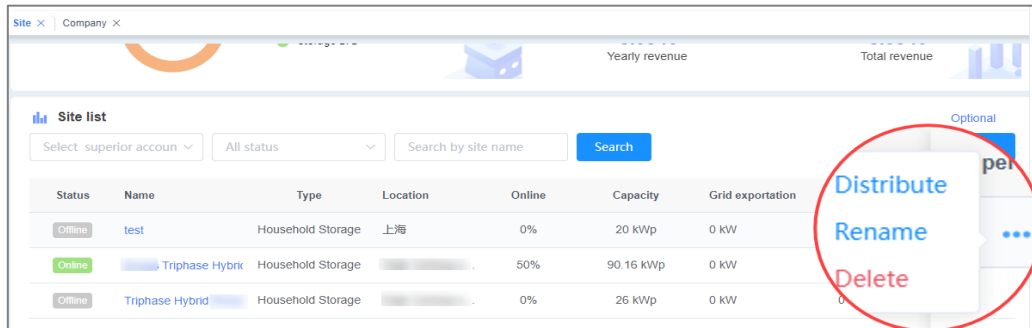 Site × Company ×
Yearly revenue Total revenue
Site list Optional
Select superior accoun All status Search by site name Search
Status Name Type Location Online Capacity Grid exportation
Offline test Household Storage 上海 0% 20 kWp 0 kW
Online Triphase Hybric Household Storage . 50% 90.16 kWp 0 kW
Offline Triphase Hybrid Household Storage . 0% 26 kWp 0 kW 0
Distribute
Rename
Delete